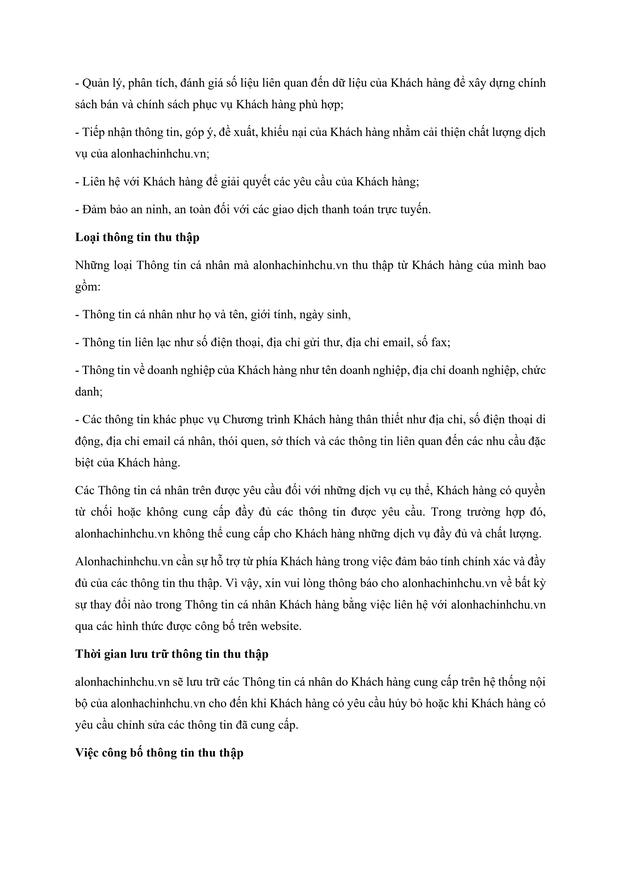 - Quản lý, phân tích, đánh giá số liệu liên quan đến dữ liệu của Khách hàng để xây dựng chính
sách bán và chính sách phục vụ Khách hàng phù hợp;
- Tiếp nhận thông tin, góp ý, đề xuất, khiếu nại của Khách hàng nhằm cải thiện chất lượng dịch
vụ của alonhachinhchu.vn;
- Liên hệ với Khách hàng để giải quyết các yêu cầu của Khách hàng;
- Đảm bảo an ninh, an toàn đối với các giao dịch thanh toán trực tuyến.
Loại thông tin thu thập
Những loại Thông tin cá nhân mà alonhachinhchu.vn thu thập từ Khách hàng của mình bao
gồm:
- Thông tin cá nhân như họ và tên, giới tính, ngày sinh,
- Thông tin liên lạc như số điện thoại, địa chỉ gửi thư, địa chỉ email, số fax;
- Thông tin về doanh nghiệp của Khách hàng như tên doanh nghiệp, địa chỉ doanh nghiệp, chức
danh;
- Các thông tin khác phục vụ Chương trình Khách hàng thân thiết như địa chỉ, số điện thoại di
động, địa chỉ email cá nhân, thói quen, sở thích và các thông tin liên quan đến các nhu cầu đặc
biệt của Khách hàng.
Các Thông tin cá nhân trên được yêu cầu đối với những dịch vụ cụ thể, Khách hàng có quyền
từ chối hoặc không cung cấp đầy đủ các thông tin được yêu cầu. Trong trường hợp đó,
alonhachinhchu.vn không thể cung cấp cho Khách hàng những dịch vụ đầy đủ và chất lượng.
Alonhachinhchu.vn cần sự hỗ trợ từ phía Khách hàng trong việc đảm bảo tính chính xác và đầy
đủ của các thông tin thu thập. Vì vậy, xin vui lòng thông báo cho alonhachinhchu.vn về bất kỳ
sự thay đổi nào trong Thông tin cá nhân Khách hàng bằng việc liên hệ với alonhachinhchu.vn
qua các hình thức được công bố trên website.
Thời gian lưu trữ thông tin thu thập
alonhachinhchu.vn sẽ lưu trữ các Thông tin cá nhân do Khách hàng cung cấp trên hệ thống nội
bộ của alonhachinhchu.vn cho đến khi Khách hàng có yêu cầu hủy bỏ hoặc khi Khách hàng có
yêu cầu chỉnh sửa các thông tin đã cung cấp.
Việc công bố thông tin thu thập